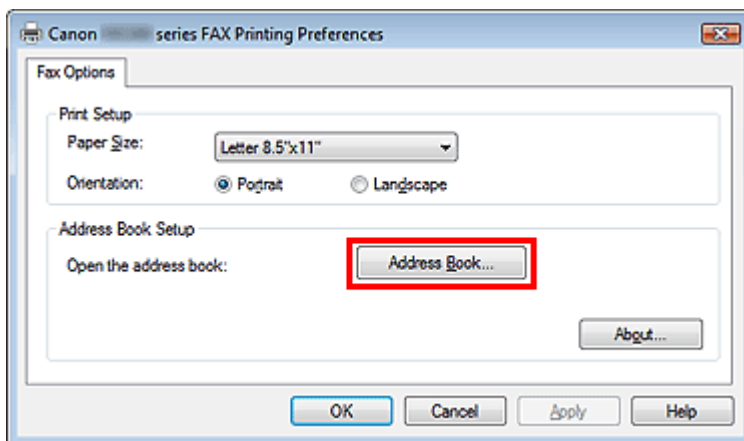 Canon series FAX Printing Preferences
Fax Options
Print Setup
Paper Size: Letter 8.5"x11"
Orientation: Portrait Landscape
Address Book Setup
Open the address book: Address Book...
About...
OK Cancel Apply Help